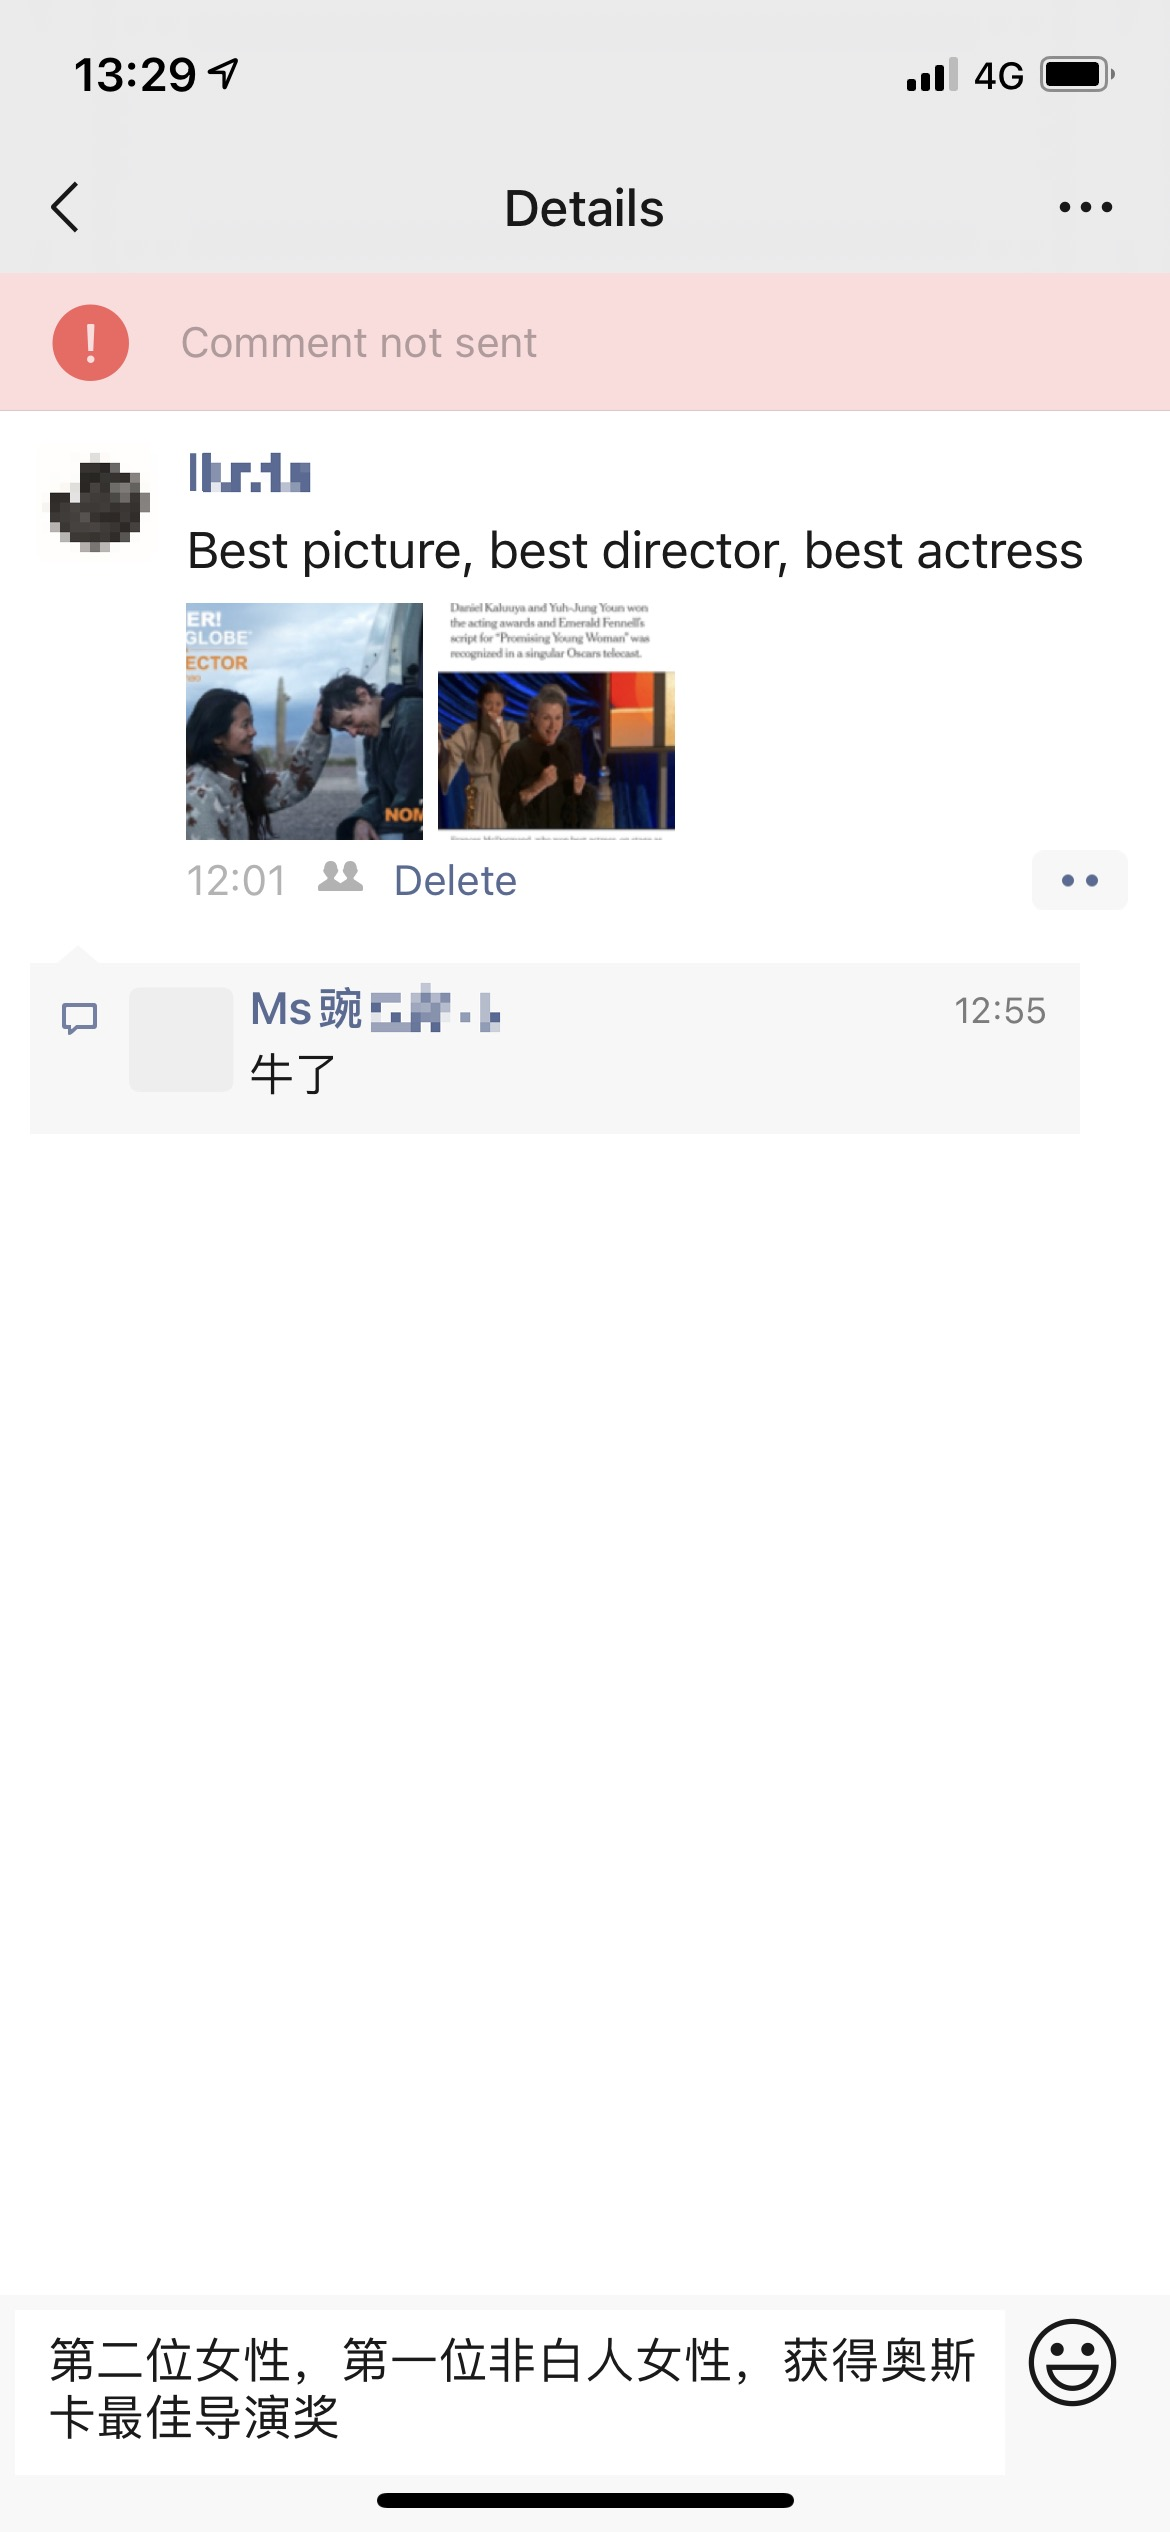 13:29
4G
Details
Comment not sent
Best picture, best director, best actress
ER!
GLOBE
ECTOR
NOM
Daniel Kaluuya and Yuh-Jung Youn won
the acting awards and Emerald Fennell's
script for "Promising Young Woman" was
recognized in a singular Oscars telecast.
12:01 Delete
Ms 豌
12:55
牛了
第二位女性，第一位非白人女性，获得奥斯
卡最佳导演奖